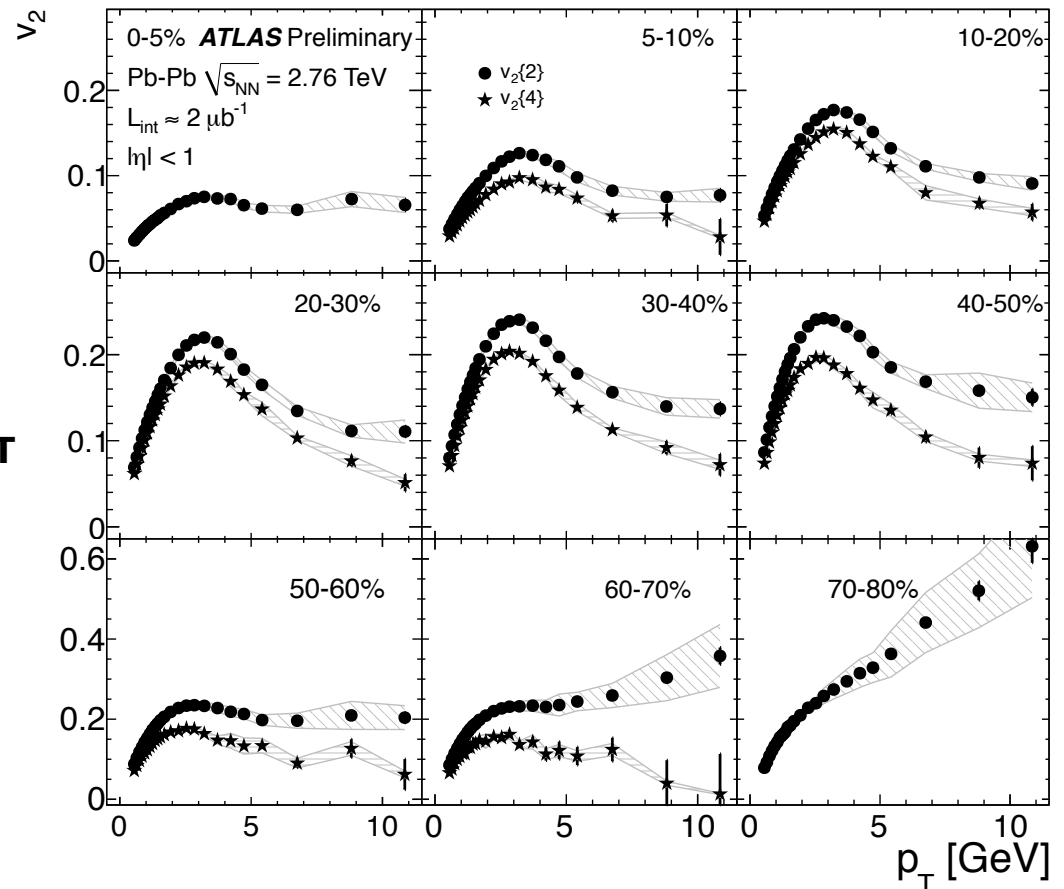 v₂
0-5% ATLAS Preliminary
Pb-Pb √s_NN = 2.76 TeV
L_int ≈ 2 μb⁻¹
|η| < 1
5-10%
v₂{2}
v₂{4}
10-20%
0.2
0.1
0
20-30%
30-40%
40-50%
0.2
0.1
0
T
50-60%
60-70%
70-80%
0.6
0.4
0.2
0
0 5 10 0 5 10 0 5 10
p_T [GeV]